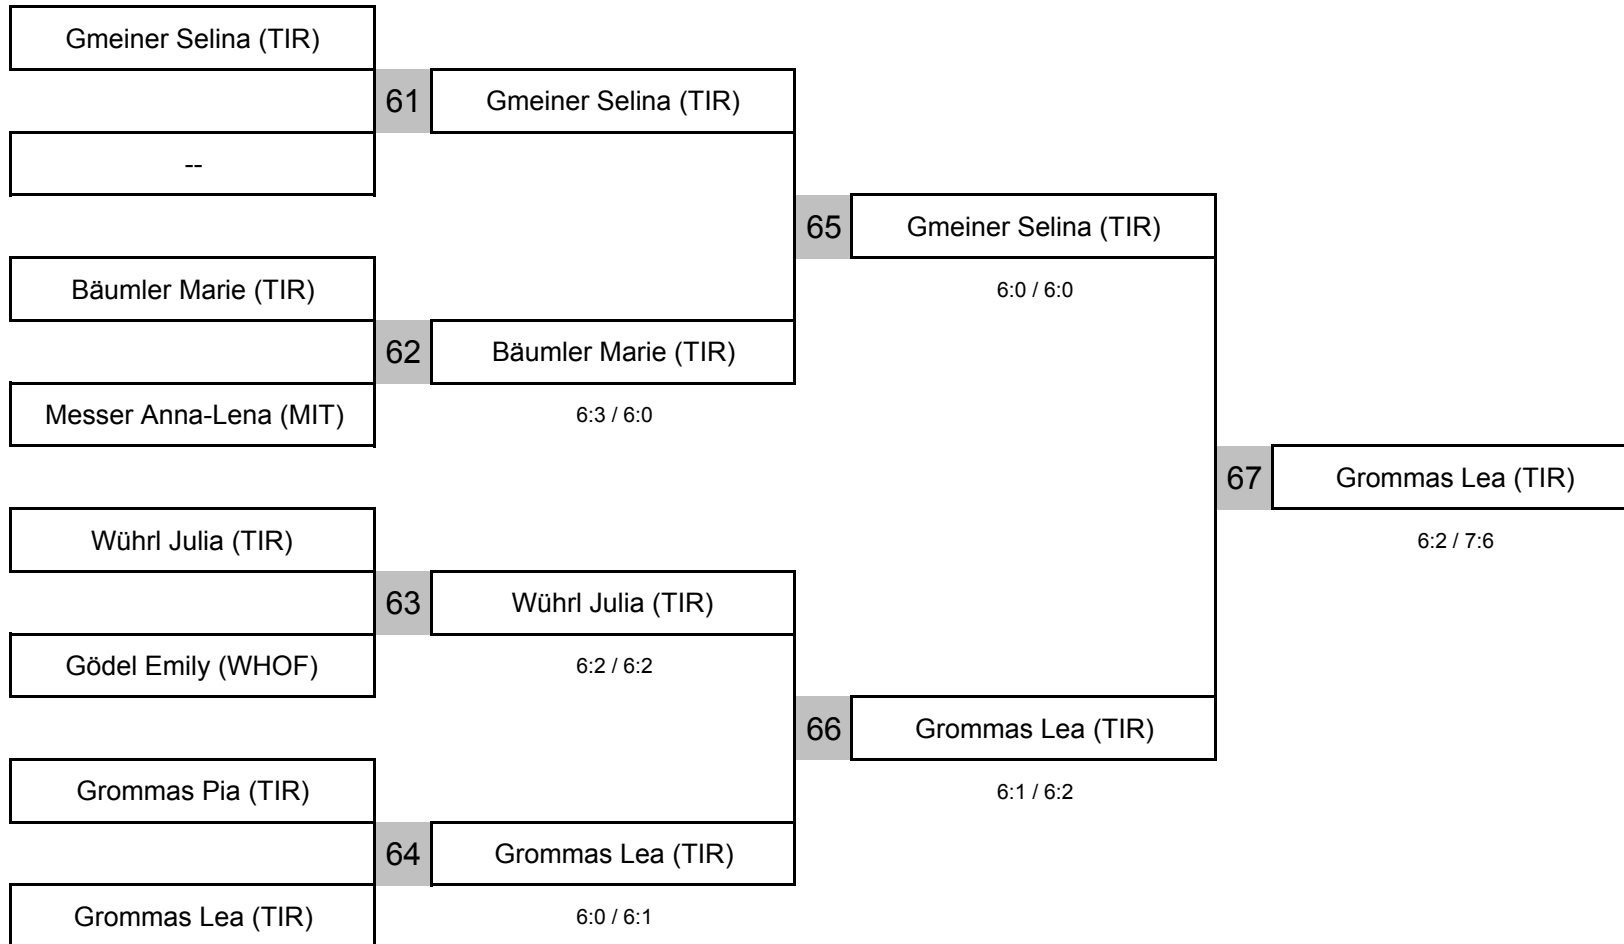 Gmeiner Selina (TIR)
61
Gmeiner Selina (TIR)
--
65
Gmeiner Selina (TIR)
6:0 / 6:0
Bäumler Marie (TIR)
62
Bäumler Marie (TIR)
6:3 / 6:0
Messer Anna-Lena (MIT)
67
Grommas Lea (TIR)
6:2 / 7:6
Wührl Julia (TIR)
63
Wührl Julia (TIR)
6:2 / 6:2
Gödel Emily (WHOF)
66
Grommas Lea (TIR)
6:1 / 6:2
Grommas Pia (TIR)
64
Grommas Lea (TIR)
6:0 / 6:1
Grommas Lea (TIR)